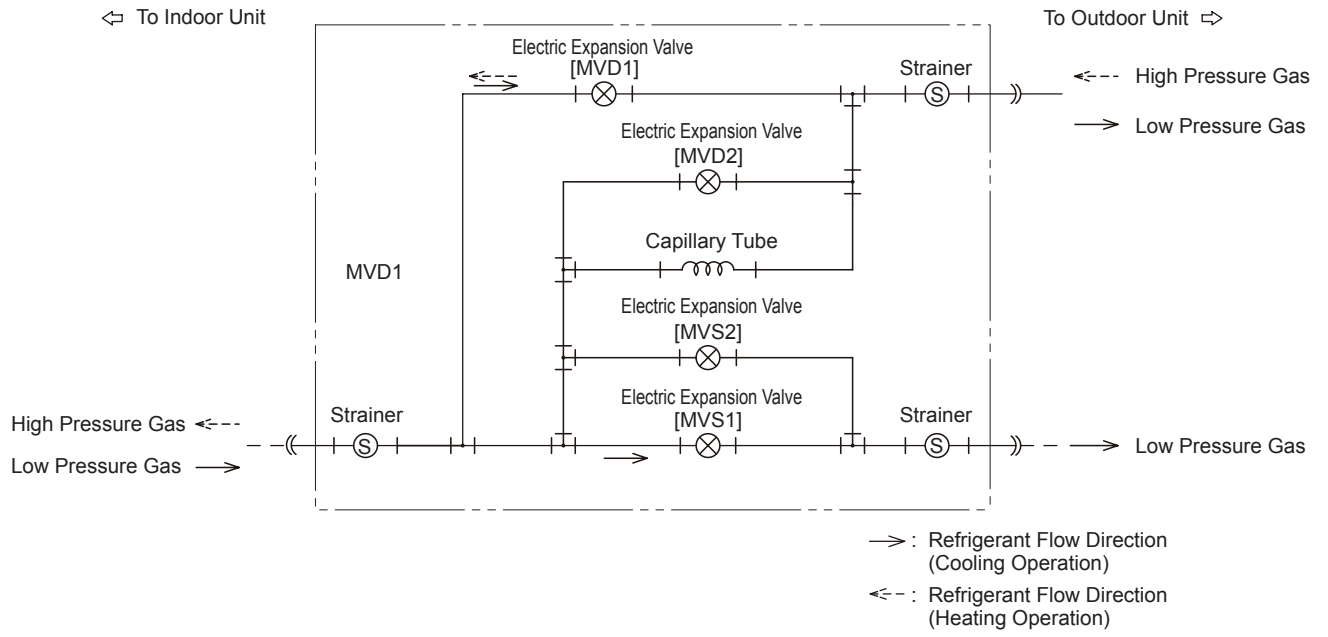 To Indoor Unit
To Outdoor Unit
Electric Expansion Valve
[MVD1]
Strainer
S
High Pressure Gas
Low Pressure Gas
Electric Expansion Valve
[MVD2]
Capillary Tube
MVD1
Electric Expansion Valve
[MVS2]
Electric Expansion Valve
[MVS1]
High Pressure Gas
Low Pressure Gas
Strainer
S
Strainer
S
Low Pressure Gas
: Refrigerant Flow Direction
(Cooling Operation)
: Refrigerant Flow Direction
(Heating Operation)